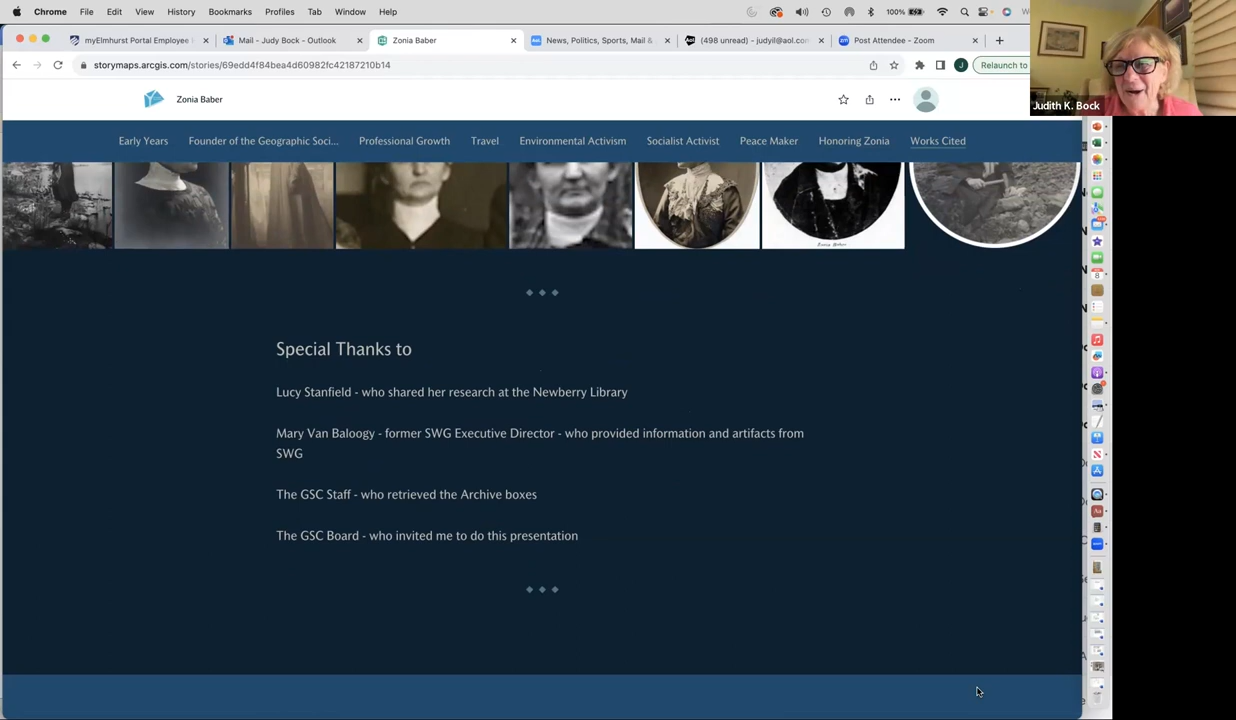 Chrome File Edit View History Bookmarks Profiles Tab Window Help 100%
myElmhurst Portal Employee Mail - Judy Bock - Outlook Zonia Baber News, Politics, Sports, Mail & (498 unread) - judyil@aol.co Post Attendee - Zoom
storymaps.arcgis.com/stories/69edd4f84bea4d60982fc42187210b14 J Relaunch to
Zonia Baber
Judith K. Bock
Early Years Founder of the Geographic Soci... Professional Growth Travel Environmental Activism Socialist Activist Peace Maker Honoring Zonia Works Cited
Special Thanks to
Lucy Stanfield - who shared her research at the Newberry Library
Mary Van Baloogy - former SWG Executive Director - who provided information and artifacts from
SWG
The GSC Staff - who retrieved the Archive boxes
The GSC Board - who invited me to do this presentation